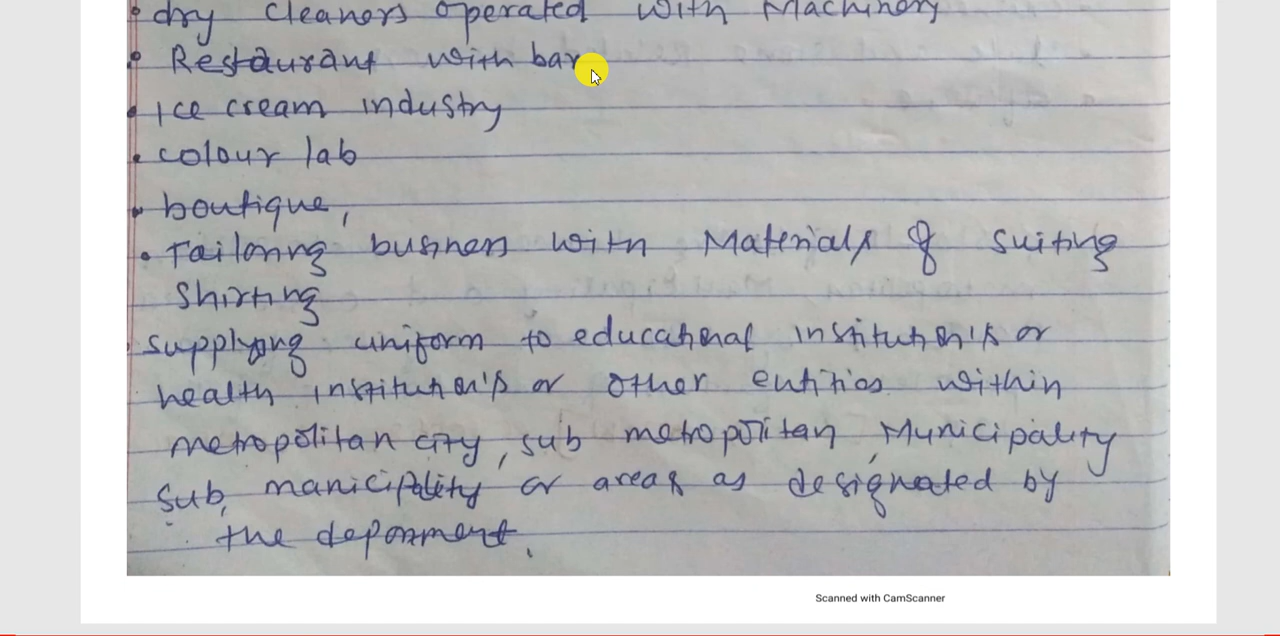 • dry cleaners operated with Machinery
• Restaurant with bar
• Ice cream industry
• colour lab
• boutique,
• Tailoring business with Materials of suiting
shirting
supplying uniform to educational institution's or
health institution's or other entities within
metropolitan city, sub metropolitan, Municipality
sub, manicipality or areas as designated by
the deparment.
Scanned with CamScanner